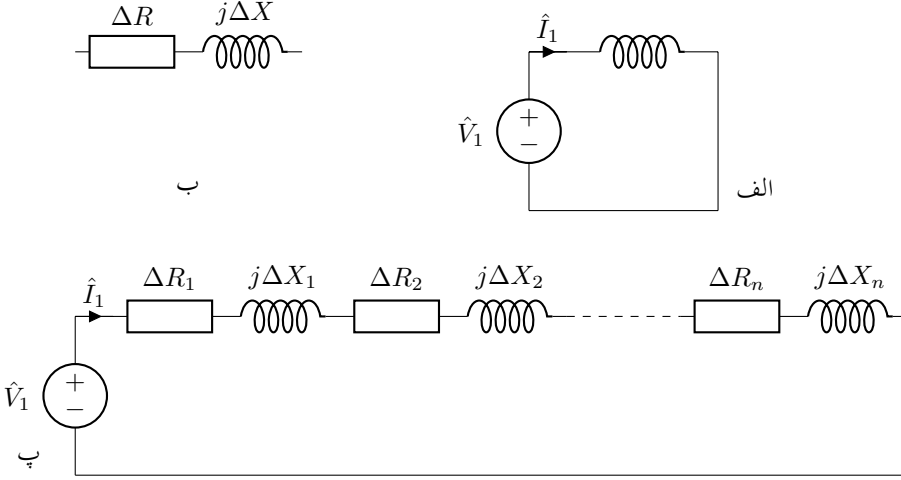 ΔR jΔX
Î₁
V̂₁
+
−
ب
الف
ΔR₁ jΔX₁ ΔR₂ jΔX₂ ΔRₙ jΔXₙ
Î₁
V̂₁
+
−
پ